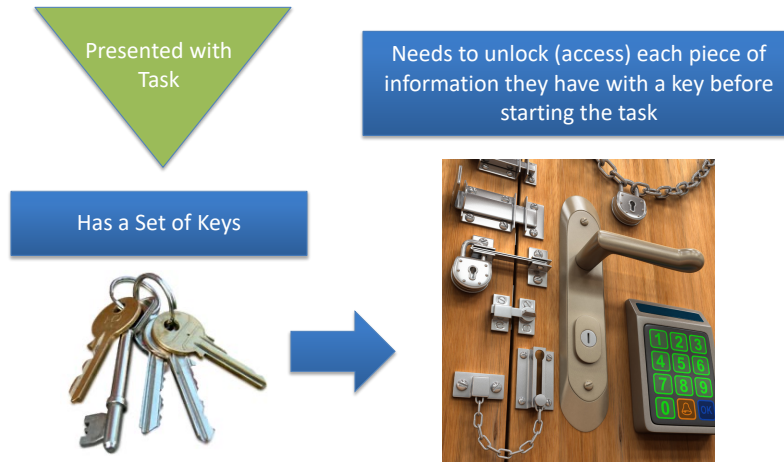 Presented with
Task
Needs to unlock (access) each piece of
information they have with a key before
starting the task
Has a Set of Keys
1 2 3
4 5 6
7 8 9
0 OK